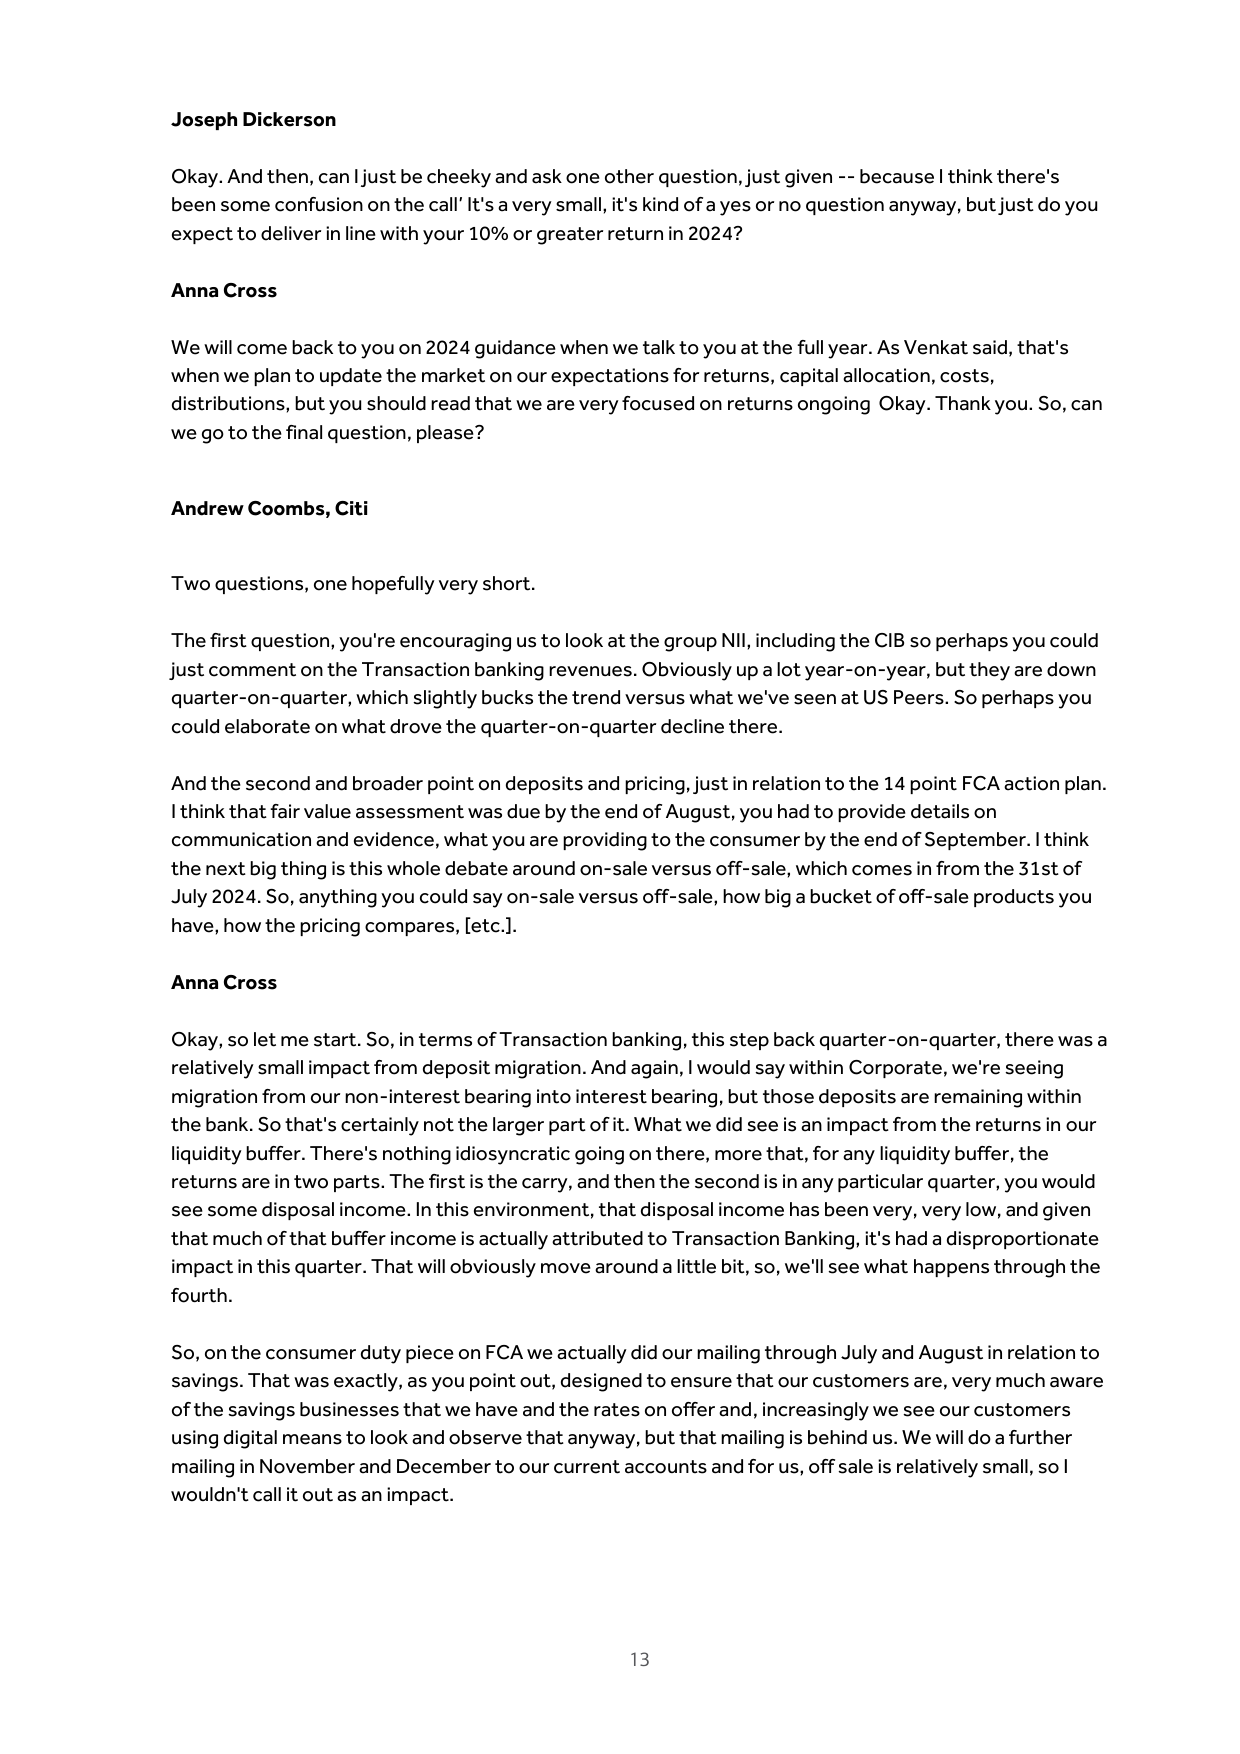 Joseph Dickerson
Okay. And then, can I just be cheeky and ask one other question, just given -- because I think there's
been some confusion on the call’ It's a very small, it's kind of a yes or no question anyway, but just do you
expect to deliver in line with your 10% or greater return in 2024?
Anna Cross
We will come back to you on 2024 guidance when we talk to you at the full year. As Venkat said, that's
when we plan to update the market on our expectations for returns, capital allocation, costs,
distributions, but you should read that we are very focused on returns ongoing  Okay. Thank you. So, can
we go to the final question, please?
Andrew Coombs, Citi
Two questions, one hopefully very short.
The first question, you're encouraging us to look at the group NII, including the CIB so perhaps you could
just comment on the Transaction banking revenues. Obviously up a lot year-on-year, but they are down
quarter-on-quarter, which slightly bucks the trend versus what we've seen at US Peers. So perhaps you
could elaborate on what drove the quarter-on-quarter decline there.
And the second and broader point on deposits and pricing, just in relation to the 14 point FCA action plan.
I think that fair value assessment was due by the end of August, you had to provide details on
communication and evidence, what you are providing to the consumer by the end of September. I think
the next big thing is this whole debate around on-sale versus off-sale, which comes in from the 31st of
July 2024. So, anything you could say on-sale versus off-sale, how big a bucket of off-sale products you
have, how the pricing compares, [etc.].
Anna Cross
Okay, so let me start. So, in terms of Transaction banking, this step back quarter-on-quarter, there was a
relatively small impact from deposit migration. And again, I would say within Corporate, we're seeing
migration from our non-interest bearing into interest bearing, but those deposits are remaining within
the bank. So that's certainly not the larger part of it. What we did see is an impact from the returns in our
liquidity buffer. There's nothing idiosyncratic going on there, more that, for any liquidity buffer, the
returns are in two parts. The first is the carry, and then the second is in any particular quarter, you would
see some disposal income. In this environment, that disposal income has been very, very low, and given
that much of that buffer income is actually attributed to Transaction Banking, it's had a disproportionate
impact in this quarter. That will obviously move around a little bit, so, we'll see what happens through the
fourth.
So, on the consumer duty piece on FCA we actually did our mailing through July and August in relation to
savings. That was exactly, as you point out, designed to ensure that our customers are, very much aware
of the savings businesses that we have and the rates on offer and, increasingly we see our customers
using digital means to look and observe that anyway, but that mailing is behind us. We will do a further
mailing in November and December to our current accounts and for us, off sale is relatively small, so I
wouldn't call it out as an impact.
13